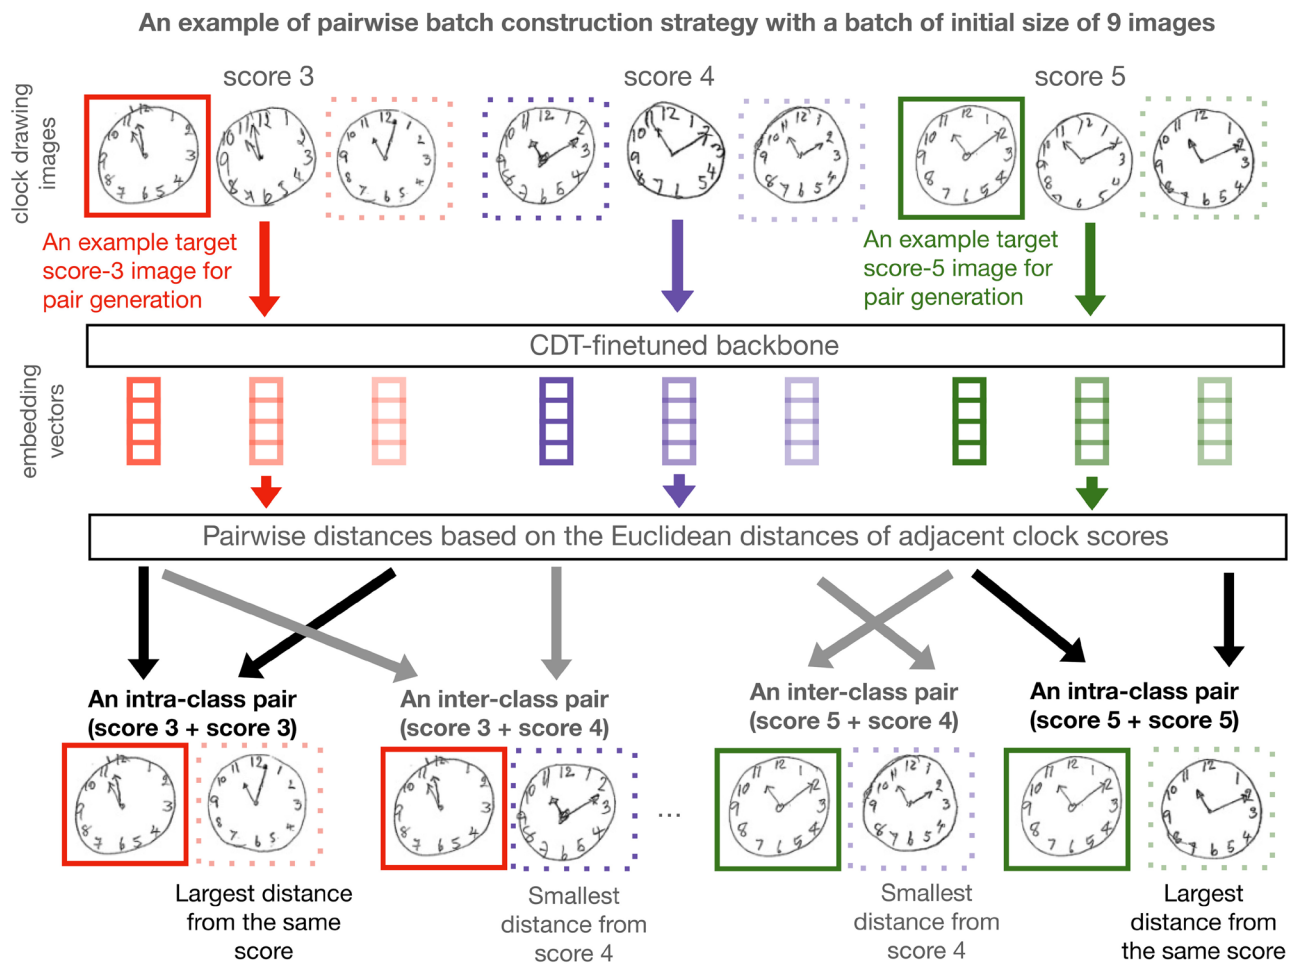 An example of pairwise batch construction strategy with a batch of initial size of 9 images
score 3
score 4
score 5
clock drawing
images
An example target
score-3 image for
pair generation
An example target
score-5 image for
pair generation
CDT-finetuned backbone
embedding
vectors
Pairwise distances based on the Euclidean distances of adjacent clock scores
An intra-class pair
(score 3 + score 3)
An inter-class pair
(score 3 + score 4)
An inter-class pair
(score 5 + score 4)
An intra-class pair
(score 5 + score 5)
...
Largest distance
from the same
score
Smallest
distance from
score 4
Smallest
distance from
score 4
Largest
distance from
the same score